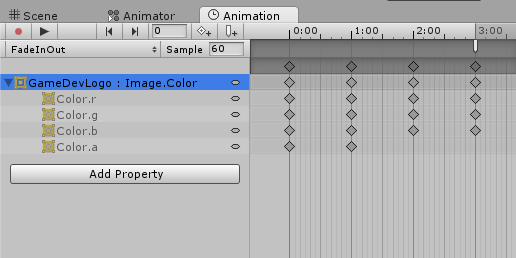 Scene Animator Animation
0 0:00 1:00 2:00 3:00
FadeInOut Sample 60
GameDevLogo : Image.Color
Color.r
Color.g
Color.b
Color.a
Add Property